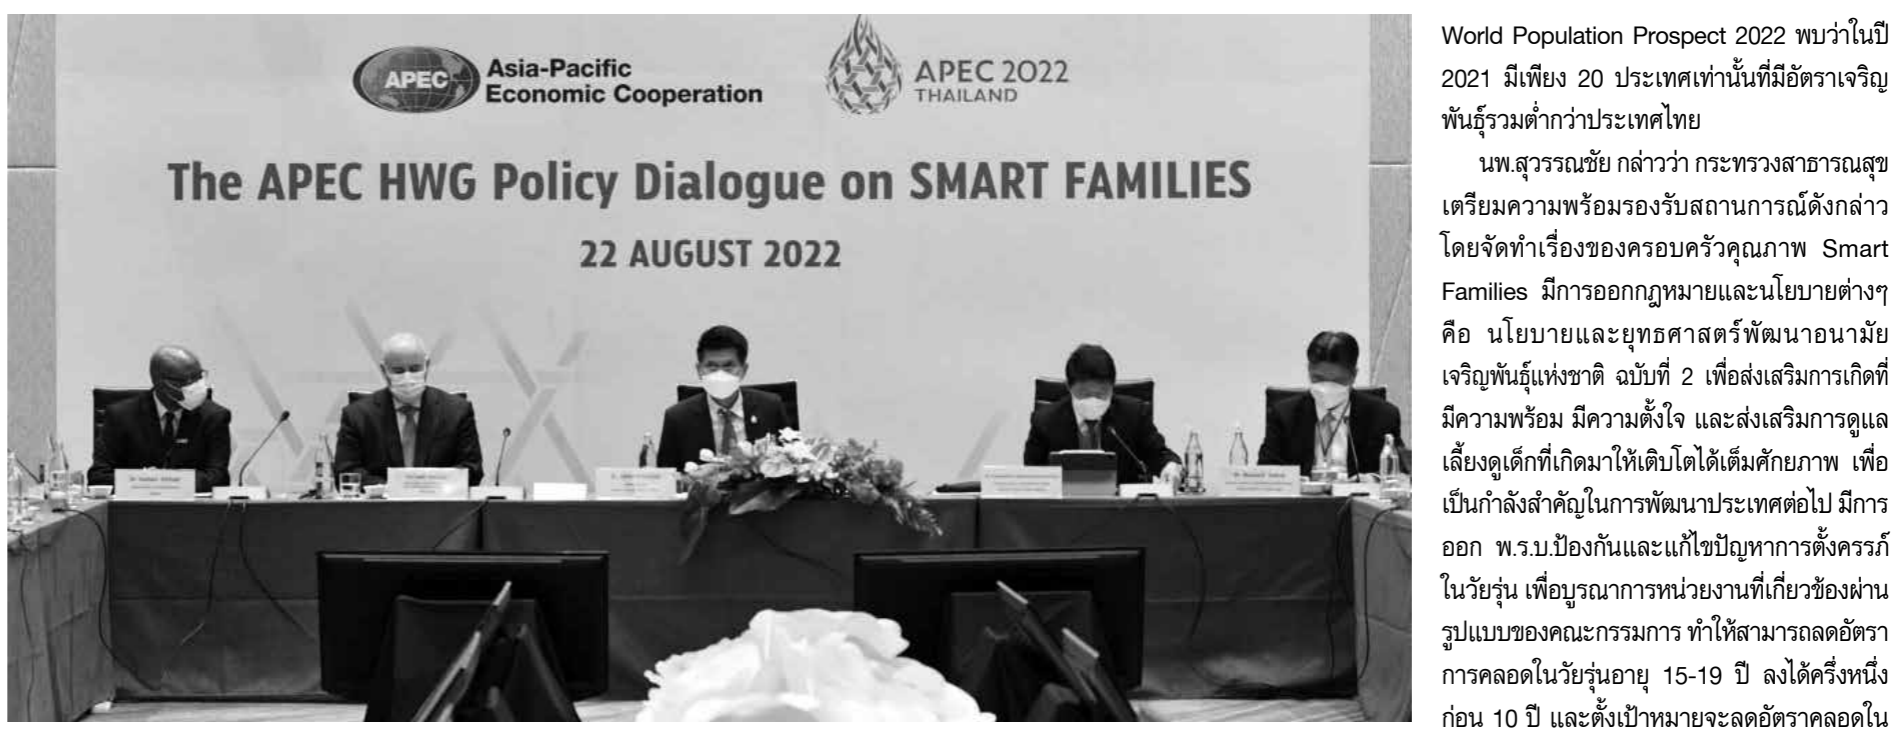 APEC
Asia-Pacific
Economic Cooperation
APEC 2022
THAILAND
The APEC HWG Policy Dialogue on SMART FAMILIES
22 AUGUST 2022
World Population Prospect 2022 พบว่าในปี
2021 มีเพียง 20 ประเทศเท่านั้นที่มีอัตราเจริญ
พันธุ์รวมต่ำกว่าประเทศไทย
นพ.สุวรรณชัย กล่าวว่า กระทรวงสาธารณสุข
เตรียมความพร้อมรองรับสถานการณ์ดังกล่าว
โดยจัดทำเรื่องของครอบครัวคุณภาพ Smart
Families มีการออกกฎหมายและนโยบายต่างๆ
คือ นโยบายและยุทธศาสตร์พัฒนาอนามัย
เจริญพันธุ์แห่งชาติ ฉบับที่ 2 เพื่อส่งเสริมการเกิดที่
มีความพร้อม มีความตั้งใจ และส่งเสริมการดูแล
เลี้ยงดูเด็กที่เกิดมาให้เติบโตได้เต็มศักยภาพ เพื่อ
เป็นกำลังสำคัญในการพัฒนาประเทศต่อไป มีการ
ออก พ.ร.บ.ป้องกันและแก้ไขปัญหาการตั้งครรภ์
ในวัยรุ่น เพื่อบูรณาการหน่วยงานที่เกี่ยวข้องผ่าน
รูปแบบของคณะกรรมการ ทำให้สามารถลดอัตรา
การคลอดในวัยรุ่นอายุ 15-19 ปี ลงได้ครึ่งหนึ่ง
ก่อน 10 ปี และตั้งเป้าหมายจะลดอัตราคลอดใน